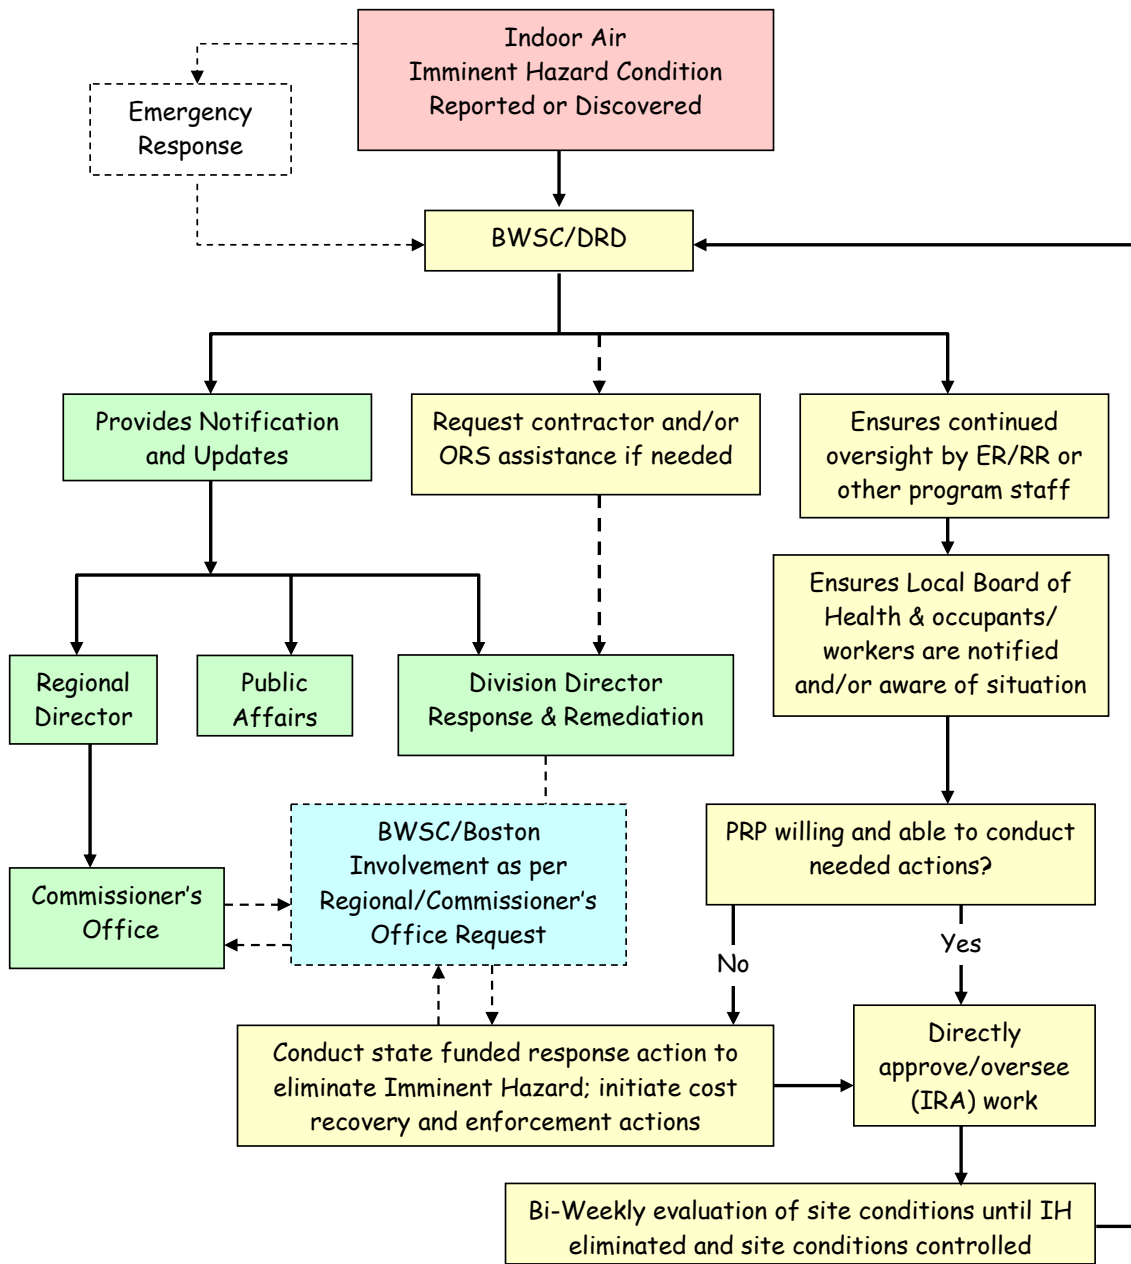 Indoor Air
Imminent Hazard Condition
Reported or Discovered
Emergency
Response
BWSC/DRD
Provides Notification
and Updates
Request contractor and/or
ORS assistance if needed
Ensures continued
oversight by ER/RR or
other program staff
Ensures Local Board of
Health & occupants/
workers are notified
and/or aware of situation
Regional
Director
Public
Affairs
Division Director
Response & Remediation
BWSC/Boston
Involvement as per
Regional/Commissioner's
Office Request
PRP willing and able to conduct
needed actions?
Commissioner's
Office
No
Yes
Conduct state funded response action to
eliminate Imminent Hazard; initiate cost
recovery and enforcement actions
Directly
approve/oversee
(IRA) work
Bi-Weekly evaluation of site conditions until IH
eliminated and site conditions controlled